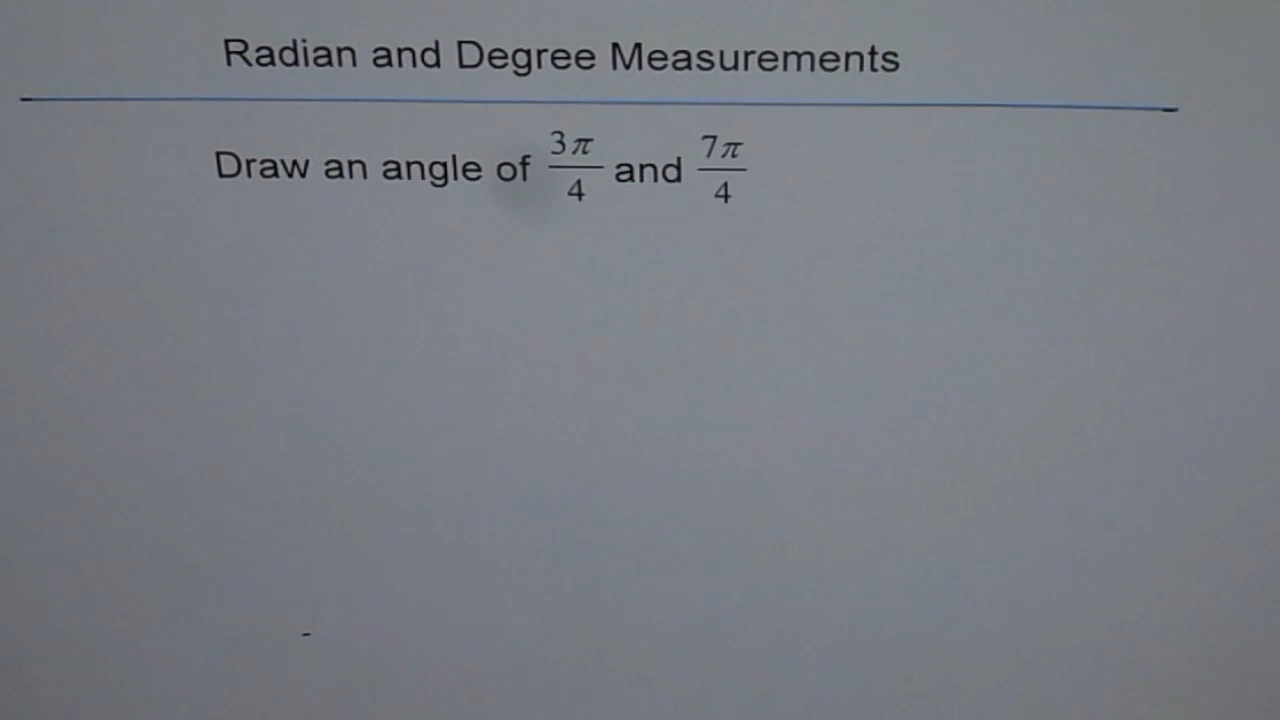 Radian and Degree Measurements
Draw an angle of 3π/4 and 7π/4